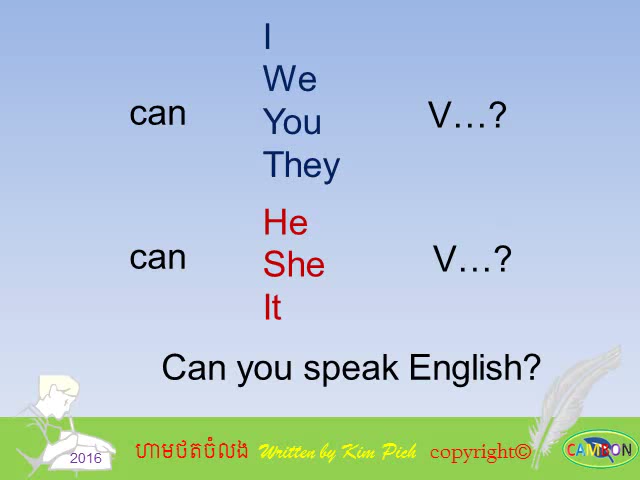 I
We
You
They
can
V…?
He
She
It
can
V…?
Can you speak English?
2016
ហាមថតចំលង Written by Kim Pich copyright©
CAMBON